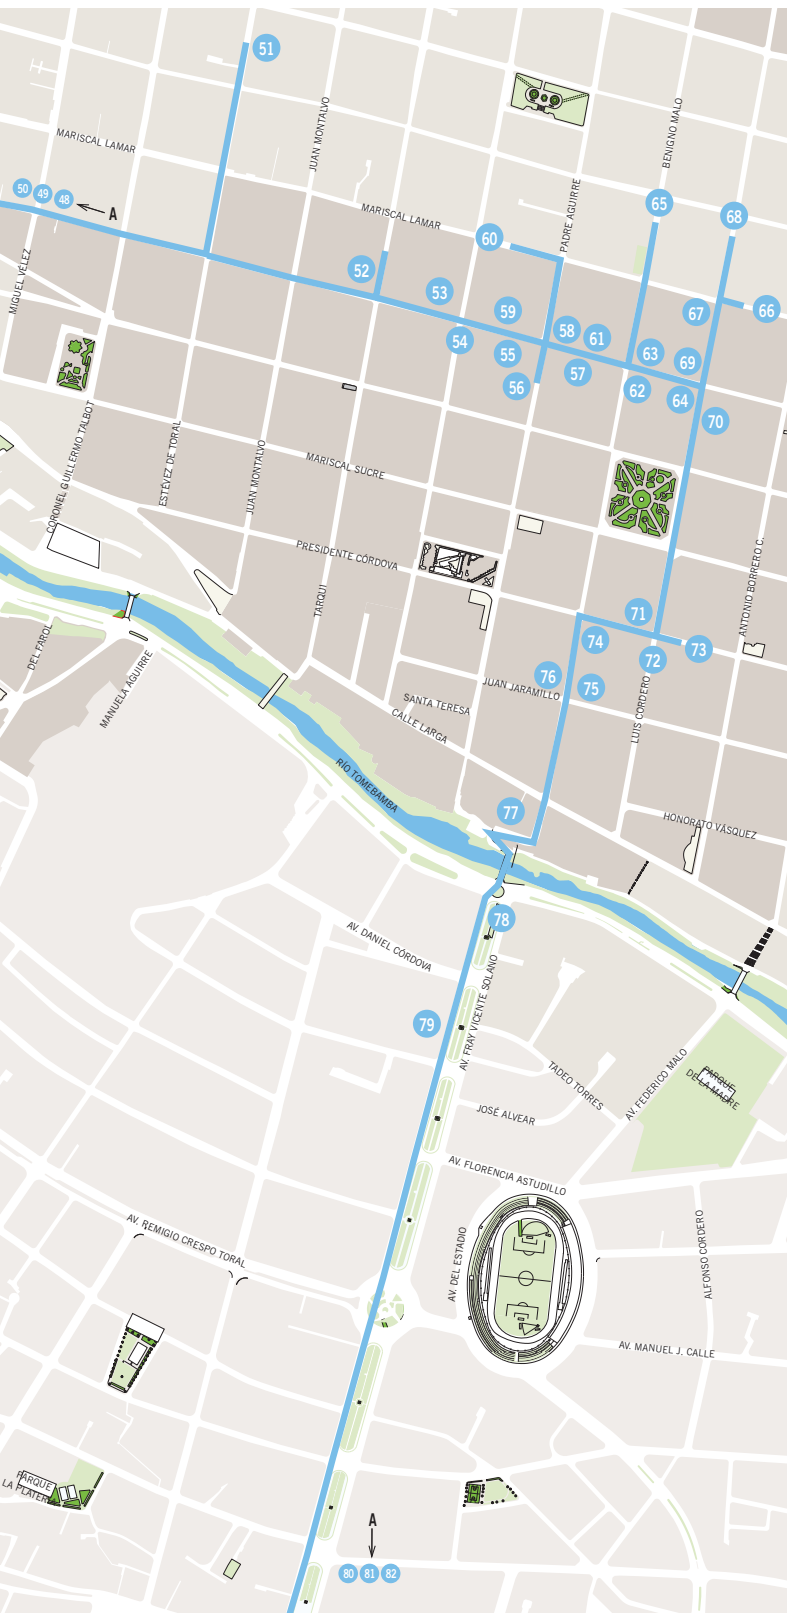 51
JUAN MONTALVO
BENIGNO MALO
MARISCAL LAMAR
50
49
48
A
MARISCAL LAMAR
PADRE AGUIRRE
65
68
60
MIGUEL VÉLEZ
52
53
59
58
61
67
66
54
55
56
57
63
62
69
64
70
CORONEL GUILLERMO TALBOT
ESTÉVEZ DE TORAL
JUAN MONTALVO
MARISCAL SUCRE
PRESIDENTE CÓRDOVA
TARQUI
ANTONIO BORRERO C.
71
74
72
73
DEL FAROL
MANUELA AGUIRRE
76
75
JUAN JARAMILLO
SANTA TERESA
CALLE LARGA
LUIS CORDERO
RÍO TOMEBAMBA
77
HONORATO VÁSQUEZ
78
AV. DANIEL CÓRDOVA
AV. FRAY VICENTE SOLANO
79
TADEO TORRES
AV. FEDERICO MALO
PARQUE
DE LA MADRE
JOSÉ ALVEAR
AV. FLORENCIA ASTUDILLO
AV. REMIGIO CRESPO TORAL
AV. DEL ESTADIO
ALFONSO CORDERO
AV. MANUEL J. CALLE
PARQUE
LA PLATERÍA
A
80
81
82